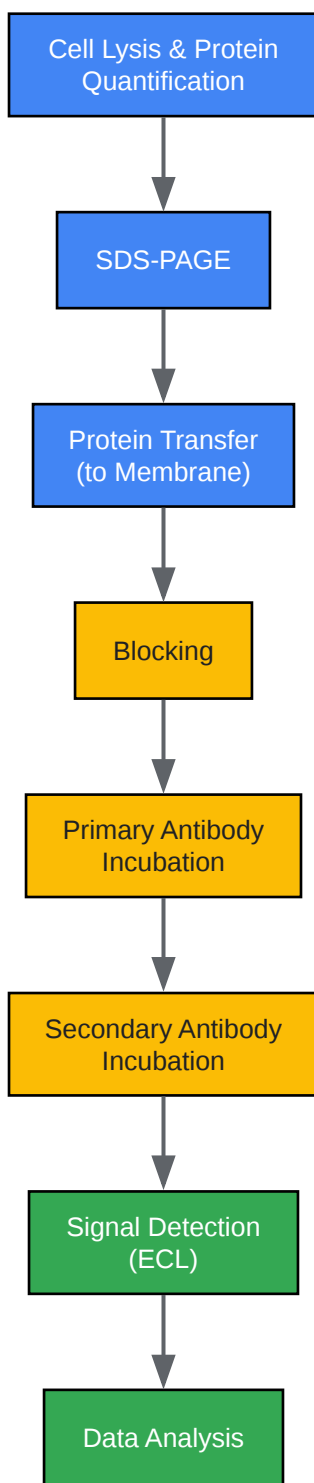 Cell Lysis & Protein
Quantification
SDS-PAGE
Protein Transfer
(to Membrane)
Blocking
Primary Antibody
Incubation
Secondary Antibody
Incubation
Signal Detection
(ECL)
Data Analysis